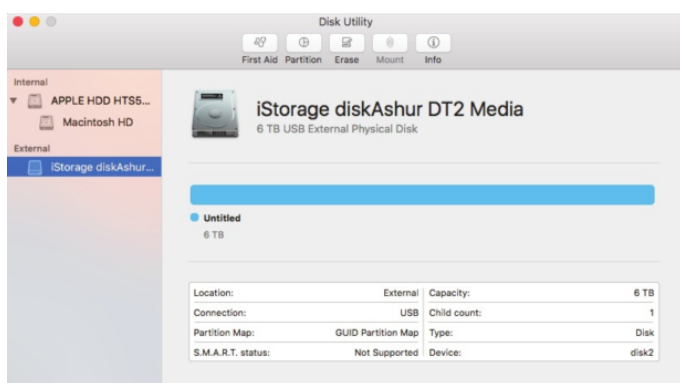 Disk Utility
First Aid Partition Erase Mount Info
Internal
APPLE HDD HTS5...
Macintosh HD
External
iStorage diskAshur...
iStorage diskAshur DT2 Media
6 TB USB External Physical Disk
Untitled
6 TB
Location: External Capacity: 6 TB
Connection: USB Child count: 1
Partition Map: GUID Partition Map Type: Disk
S.M.A.R.T. status: Not Supported Device: disk2